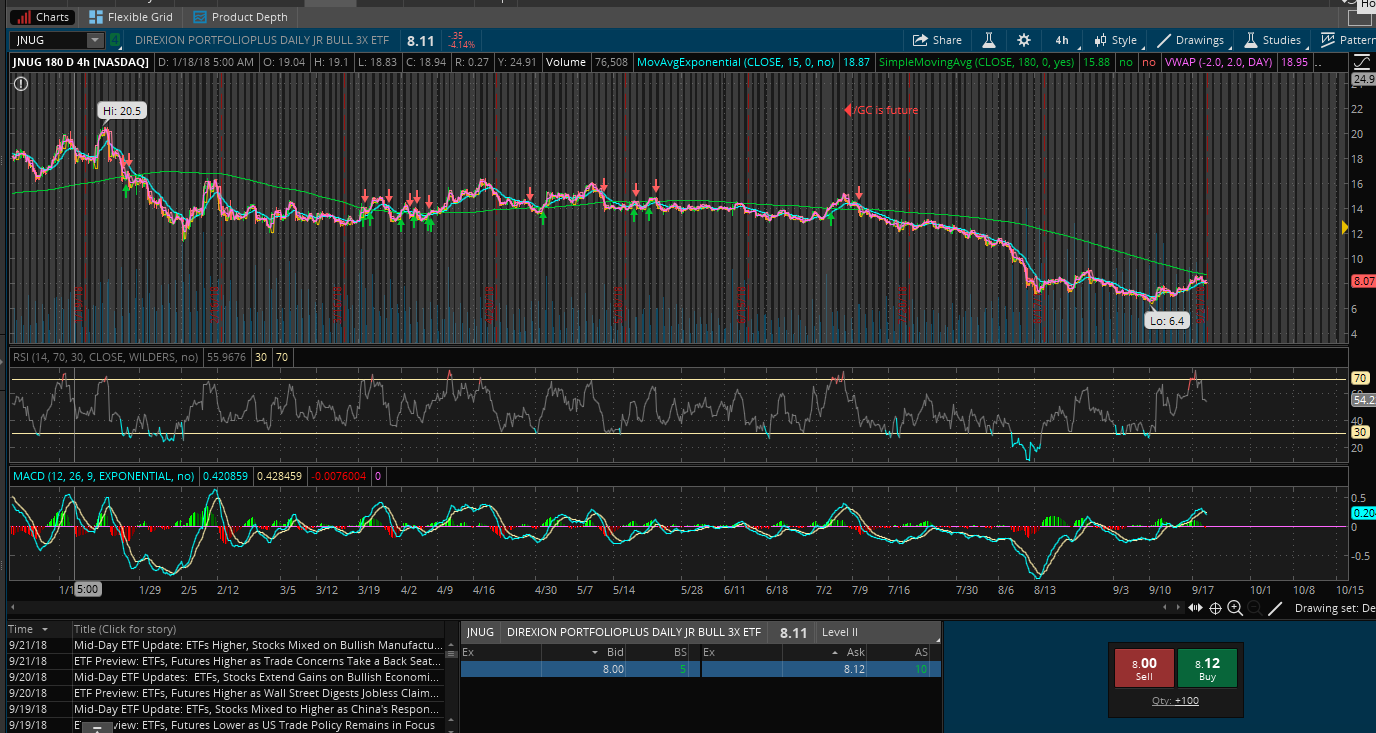 Charts Flexible Grid Product Depth
Ho
JNUG 4 DIREXION PORTFOLIOPLUS DAILY JR BULL 3X ETF 8.11 -.35 -4.14% Share 4h Style Drawings Studies Pattern
JNUG 180 D 4h [NASDAQ] D: 1/18/18 5:00 AM O: 19.04 H: 19.1 L: 18.83 C: 18.94 R: 0.27 Y: 24.91 Volume 76,508 MovAvgExponential (CLOSE, 15, 0, no) 18.87 SimpleMovingAvg (CLOSE, 180, 0, yes) 15.88 no no VWAP (-2.0, 2.0, DAY) 18.95 ..
24.9
Hi: 20.5
/GC is future
22
20
18
16
14
12
10
8.07
6
4
Lo: 6.4
RSI (14, 70, 30, CLOSE, WILDERS, no) 55.9676 30 70
70
54.2
40
30
20
MACD (12, 26, 9, EXPONENTIAL, no) 0.420859 0.428459 -0.0076004 0
0.5
0.20
0
-0.5
1/1 5:00 1/29 2/5 2/12 3/5 3/12 3/19 4/2 4/9 4/16 4/30 5/7 5/14 6/11 6/18 7/2 7/9 7/16 7/30 8/6 8/13 9/3 9/10 9/17 10/1 10/8 10/15
Drawing set: De
Time Title (Click for story)
9/21/18 Mid-Day ETF Update: ETFs Higher, Stocks Mixed on Bullish Manufactu...
9/21/18 ETF Preview: ETFs, Futures Higher as Trade Concerns Take a Back Seat...
9/20/18 Mid-Day ETF Updates: ETFs, Stocks Extend Gains on Bullish Economi...
9/20/18 ETF Preview: ETFs, Futures Higher as Wall Street Digests Jobless Claim...
9/19/18 Mid-Day ETF Update: ETFs, Stocks Mixed to Higher as China's Respon...
9/19/18 view: ETFs, Futures Lower as US Trade Policy Remains in Focus
JNUG DIREXION PORTFOLIOPLUS DAILY JR BULL 3X ETF 8.11 Level II
Ex Bid BS Ex Ask AS
8.00 5 8.12 10
8.00 Sell
8.12 Buy
Qty: +100